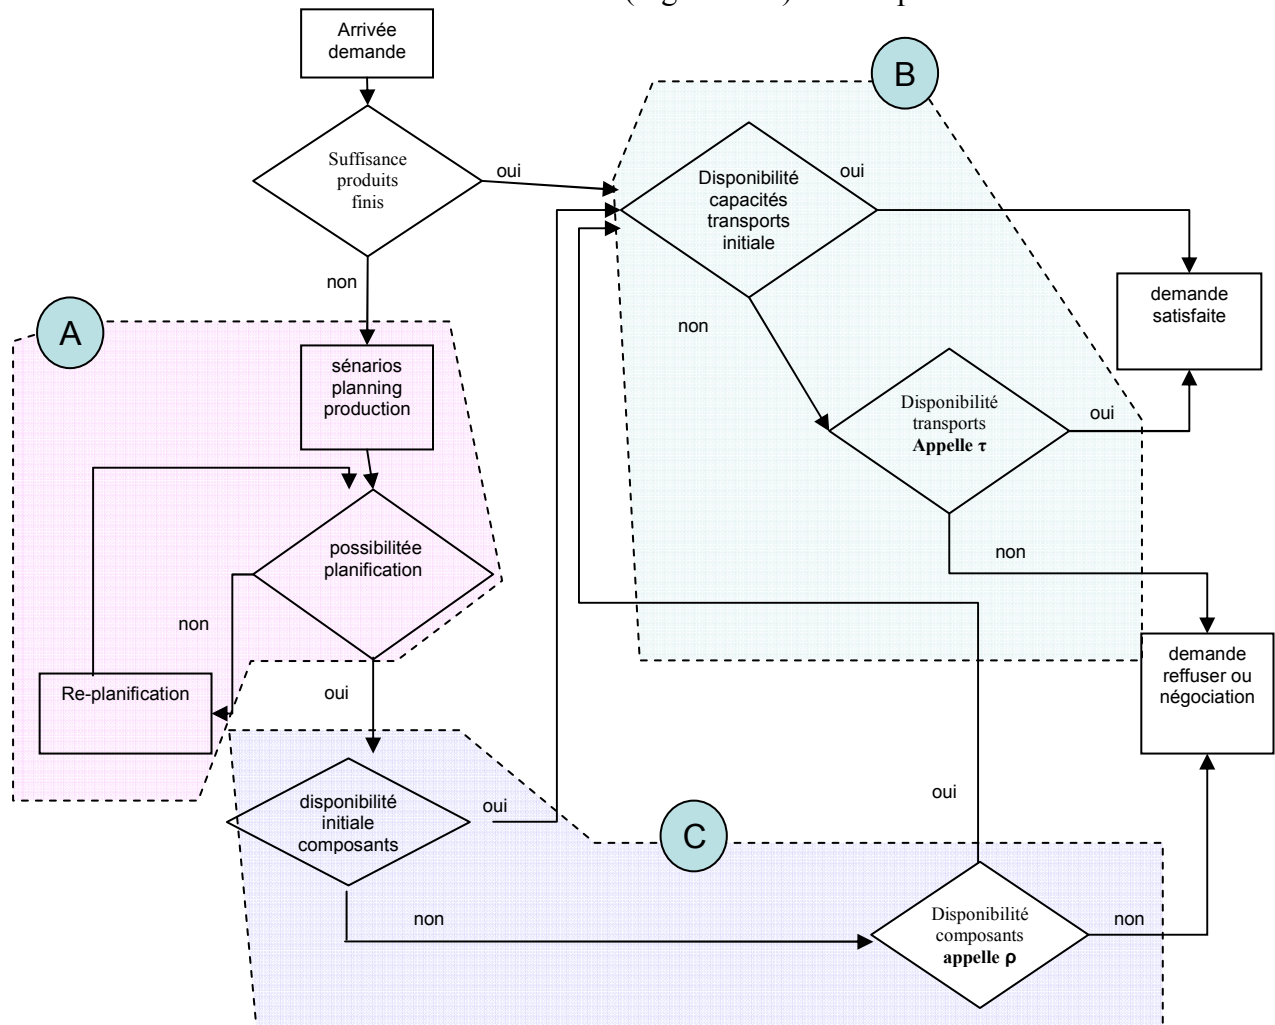 Arrivée
demande
B
Suffisance
produits
finis
oui
Disponibilité
capacités
transports
initiale
oui
non
demande
satisfaite
A
non
sénarios
planning
production
Disponibilité
transports
Appelle τ
oui
possibilitée
planification
non
non
Re-planification
oui
demande
reffuser ou
négociation
disponibilité
initiale
composants
oui
oui
C
non
Disponibilité
composants
appelle ρ
non